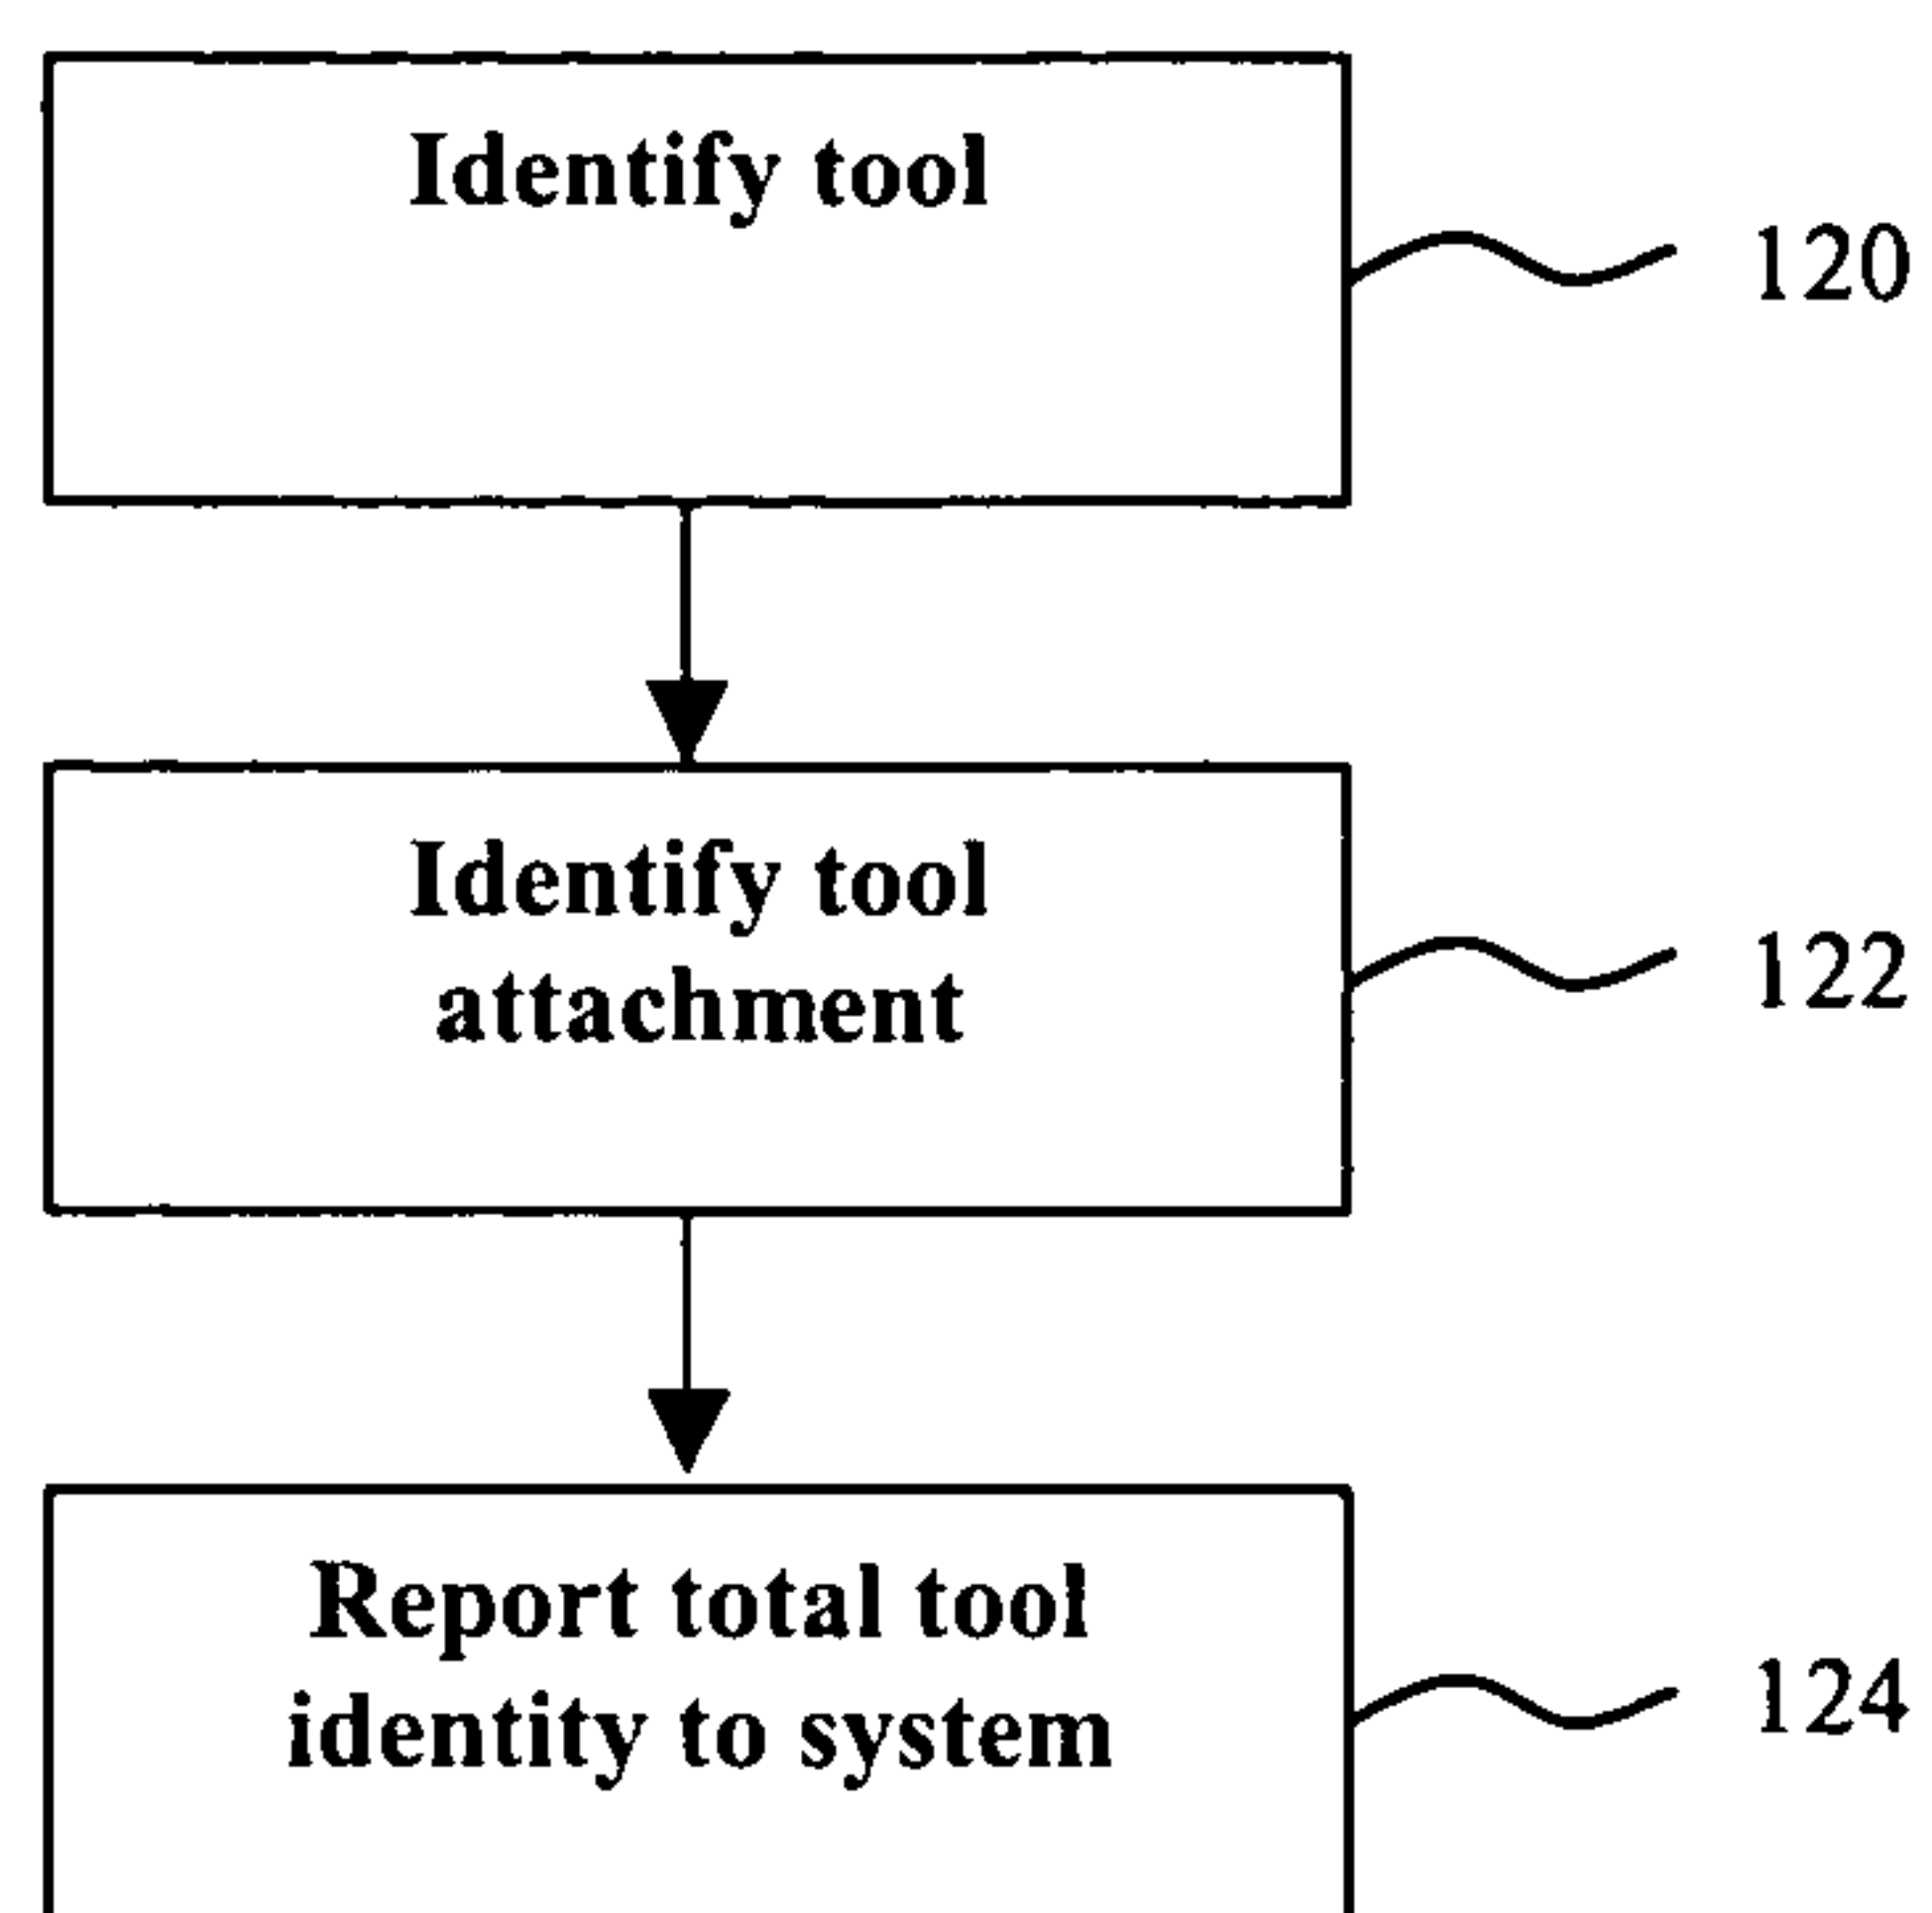 Identify tool
120
Identify tool
attachment
122
Report total tool
identity to system
124